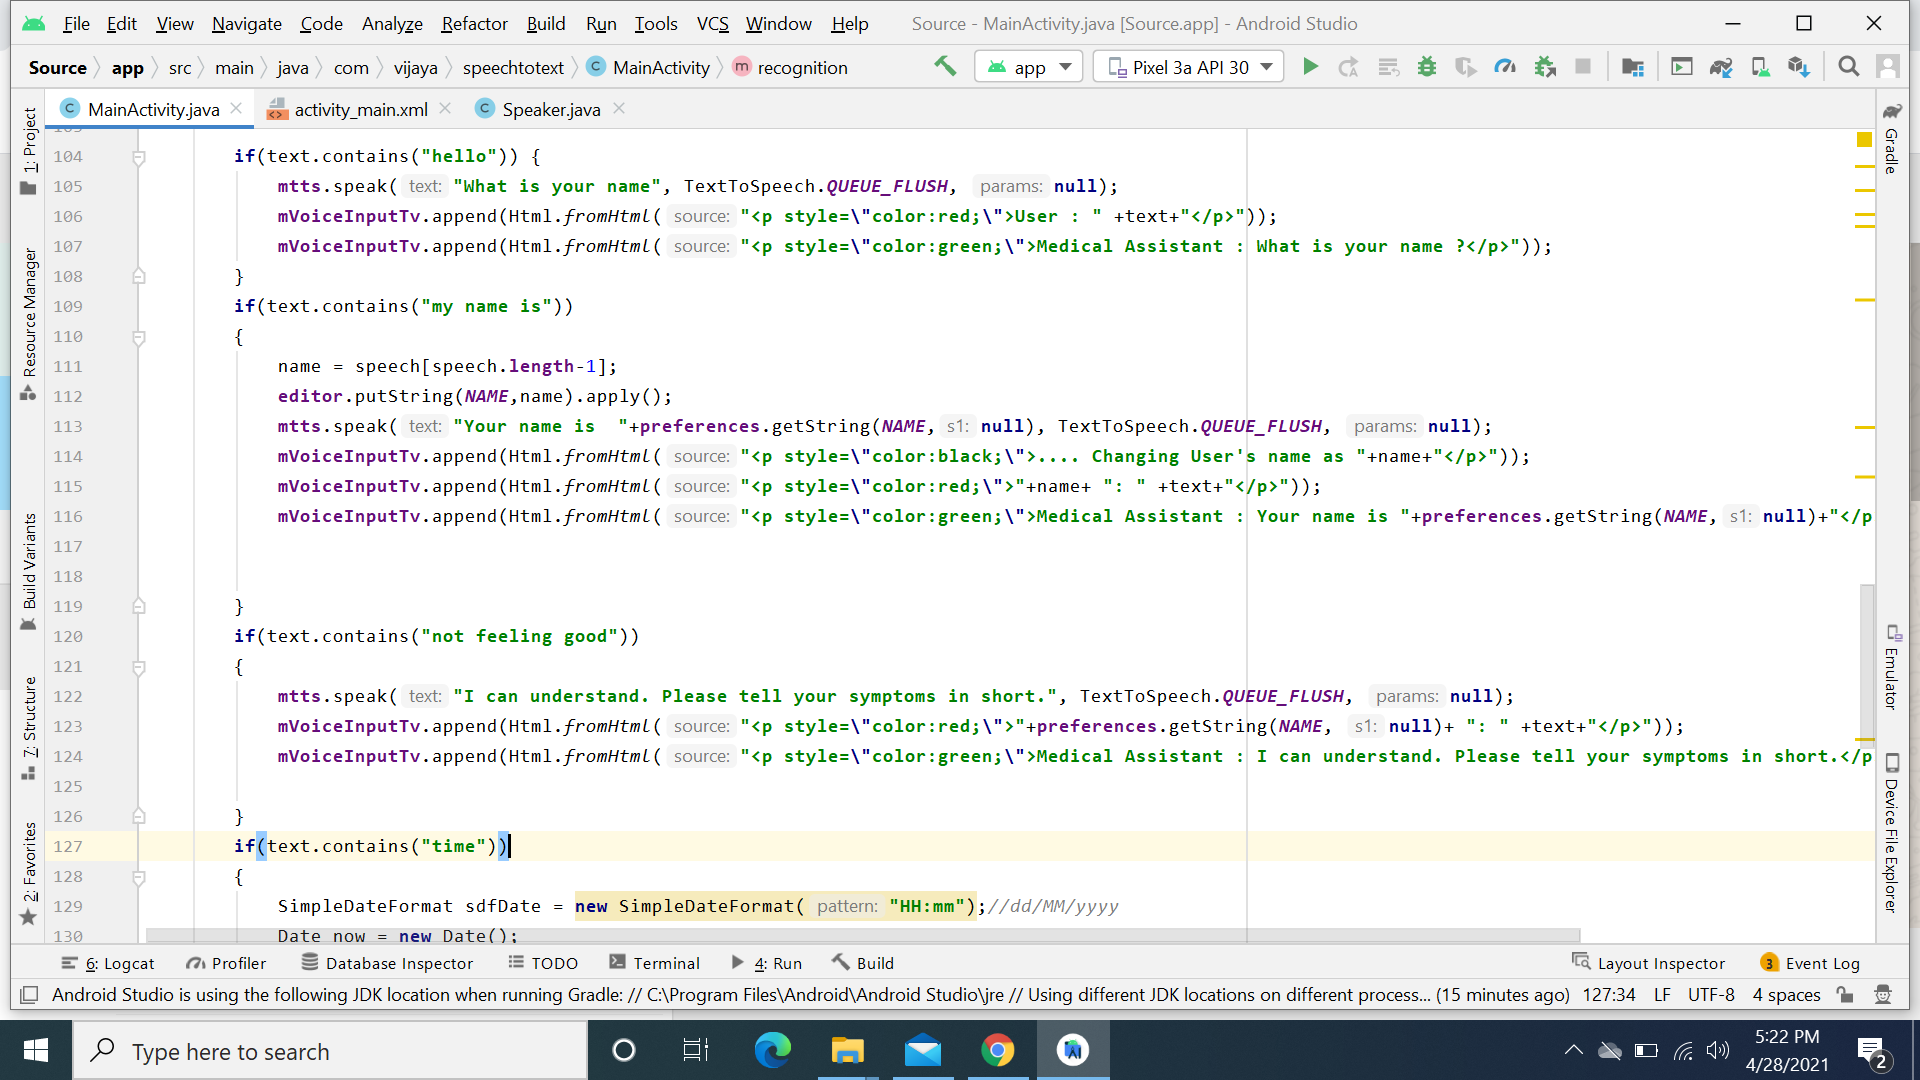 File Edit View Navigate Code Analyze Refactor Build Run Tools VCS Window Help Source - MainActivity.java [Source.app] - Android Studio
Source app src main java com vijaya speechtotext C MainActivity m recognition app Pixel 3a API 30
C MainActivity.java activity_main.xml C Speaker.java
104 if(text.contains("hello")) {
105 mtts.speak( text: "What is your name", TextToSpeech.QUEUE_FLUSH, params: null);
106 mVoiceInputTv.append(Html.fromHtml( source: "<p style=\"color:red;\">User : " +text+"</p>"));
107 mVoiceInputTv.append(Html.fromHtml( source: "<p style=\"color:green;\">Medical Assistant : What is your name ?</p>"));
108 }
109 if(text.contains("my name is"))
110 {
111 name = speech[speech.length-1];
112 editor.putString(NAME,name).apply();
113 mtts.speak( text: "Your name is  "+preferences.getString(NAME, s1: null), TextToSpeech.QUEUE_FLUSH, params: null);
114 mVoiceInputTv.append(Html.fromHtml( source: "<p style=\"color:black;\">.... Changing User's name as "+name+"</p>"));
115 mVoiceInputTv.append(Html.fromHtml( source: "<p style=\"color:red;\">"+name+ ": " +text+"</p>"));
116 mVoiceInputTv.append(Html.fromHtml( source: "<p style=\"color:green;\">Medical Assistant : Your name is "+preferences.getString(NAME, s1: null)+"</p
117
118
119 }
120 if(text.contains("not feeling good"))
121 {
122 mtts.speak( text: "I can understand. Please tell your symptoms in short.", TextToSpeech.QUEUE_FLUSH, params: null);
123 mVoiceInputTv.append(Html.fromHtml( source: "<p style=\"color:red;\">"+preferences.getString(NAME, s1: null)+ ": " +text+"</p>"));
124 mVoiceInputTv.append(Html.fromHtml( source: "<p style=\"color:green;\">Medical Assistant : I can understand. Please tell your symptoms in short.</p
125
126 }
127 if(text.contains("time"))
128 {
129 SimpleDateFormat sdfDate = new SimpleDateFormat( pattern: "HH:mm");//dd/MM/yyyy
130 Date now = new Date();
1: Project
Resource Manager
Build Variants
7: Structure
2: Favorites
Gradle
Emulator
Device File Explorer
6: Logcat Profiler Database Inspector TODO Terminal 4: Run Build Layout Inspector 3 Event Log
Android Studio is using the following JDK location when running Gradle: // C:\Program Files\Android\Android Studio\jre // Using different JDK locations on different process... (15 minutes ago) 127:34 LF UTF-8 4 spaces
Type here to search
5:22 PM
4/28/2021
2